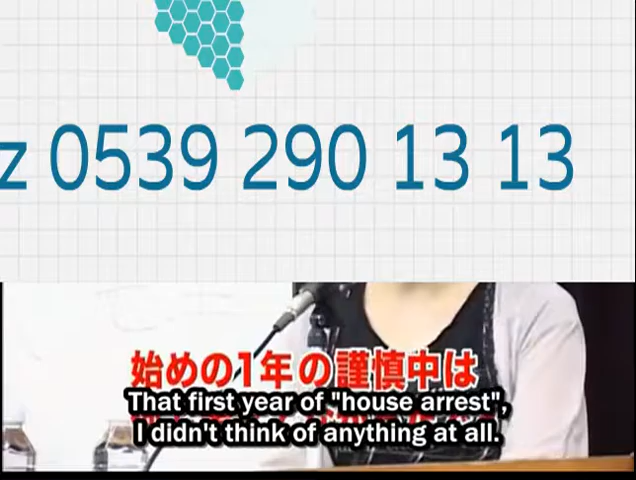 z 0539 290 13 13
始めの1年の謹慎中は
That first year of "house arrest",
I didn't think of anything at all.